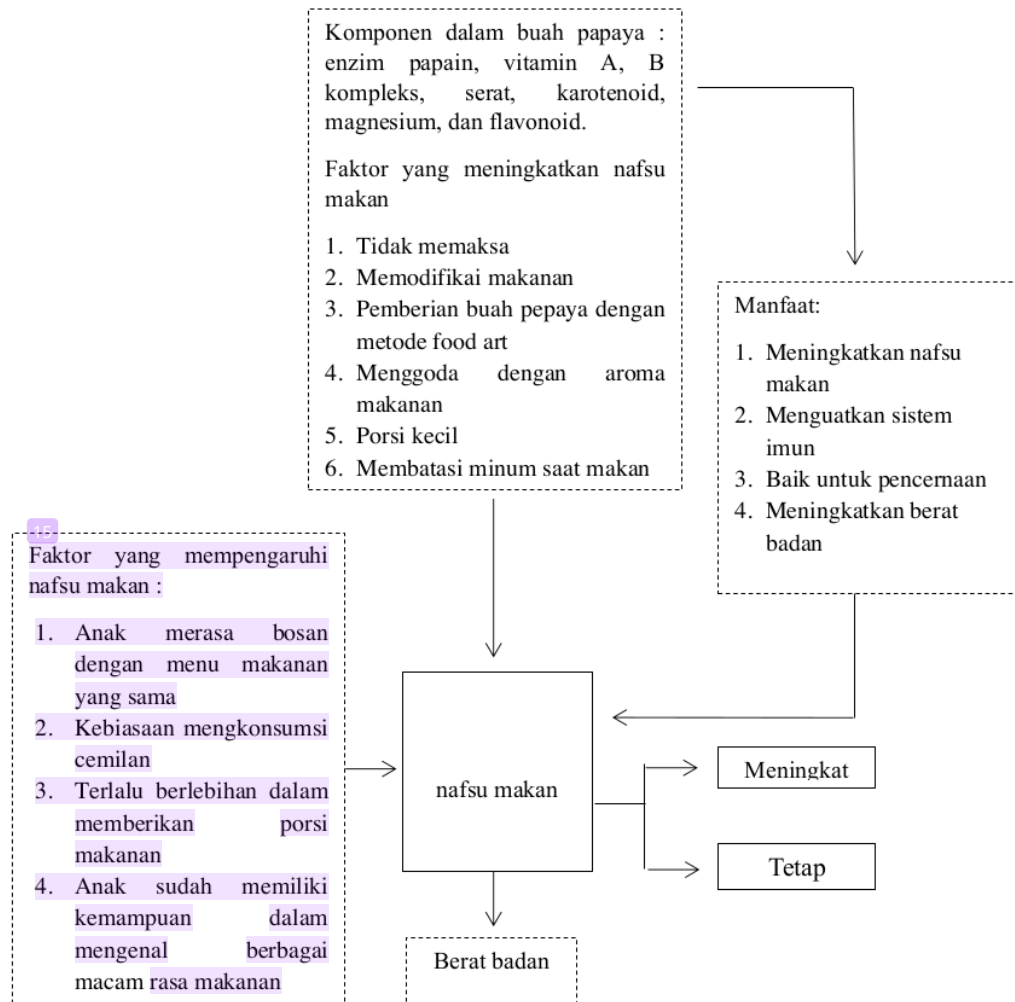 Komponen dalam buah papaya :
enzim papain, vitamin A, B
kompleks, serat, karotenoid,
magnesium, dan flavonoid.
Faktor yang meningkatkan nafsu
makan
1. Tidak memaksa
2. Memodifikai makanan
3. Pemberian buah pepaya dengan
metode food art
4. Menggoda dengan aroma
makanan
5. Porsi kecil
6. Membatasi minum saat makan
Manfaat:
1. Meningkatkan nafsu
makan
2. Menguatkan sistem
imun
3. Baik untuk pencernaan
4. Meningkatkan berat
badan
15
Faktor yang mempengaruhi
nafsu makan :
1. Anak merasa bosan
dengan menu makanan
yang sama
2. Kebiasaan mengkonsumsi
cemilan
3. Terlalu berlebihan dalam
memberikan porsi
makanan
4. Anak sudah memiliki
kemampuan dalam
mengenal berbagai
macam rasa makanan
nafsu makan
Meningkat
Tetap
Berat badan